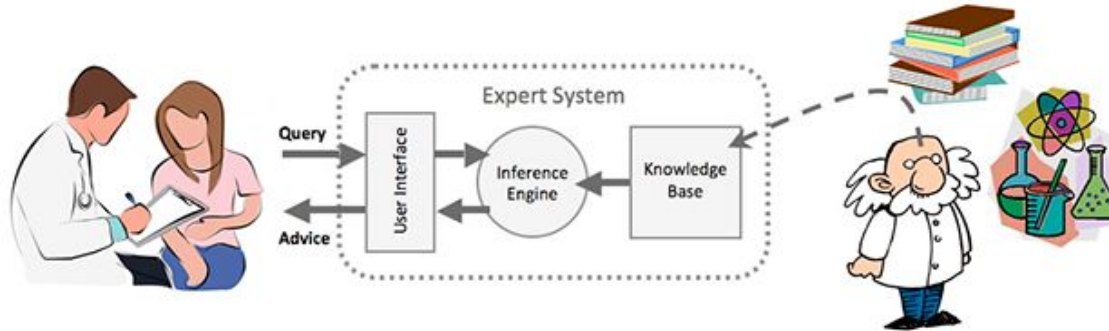 Expert System
Query
User Interface
Inference
Engine
Knowledge
Base
Advice